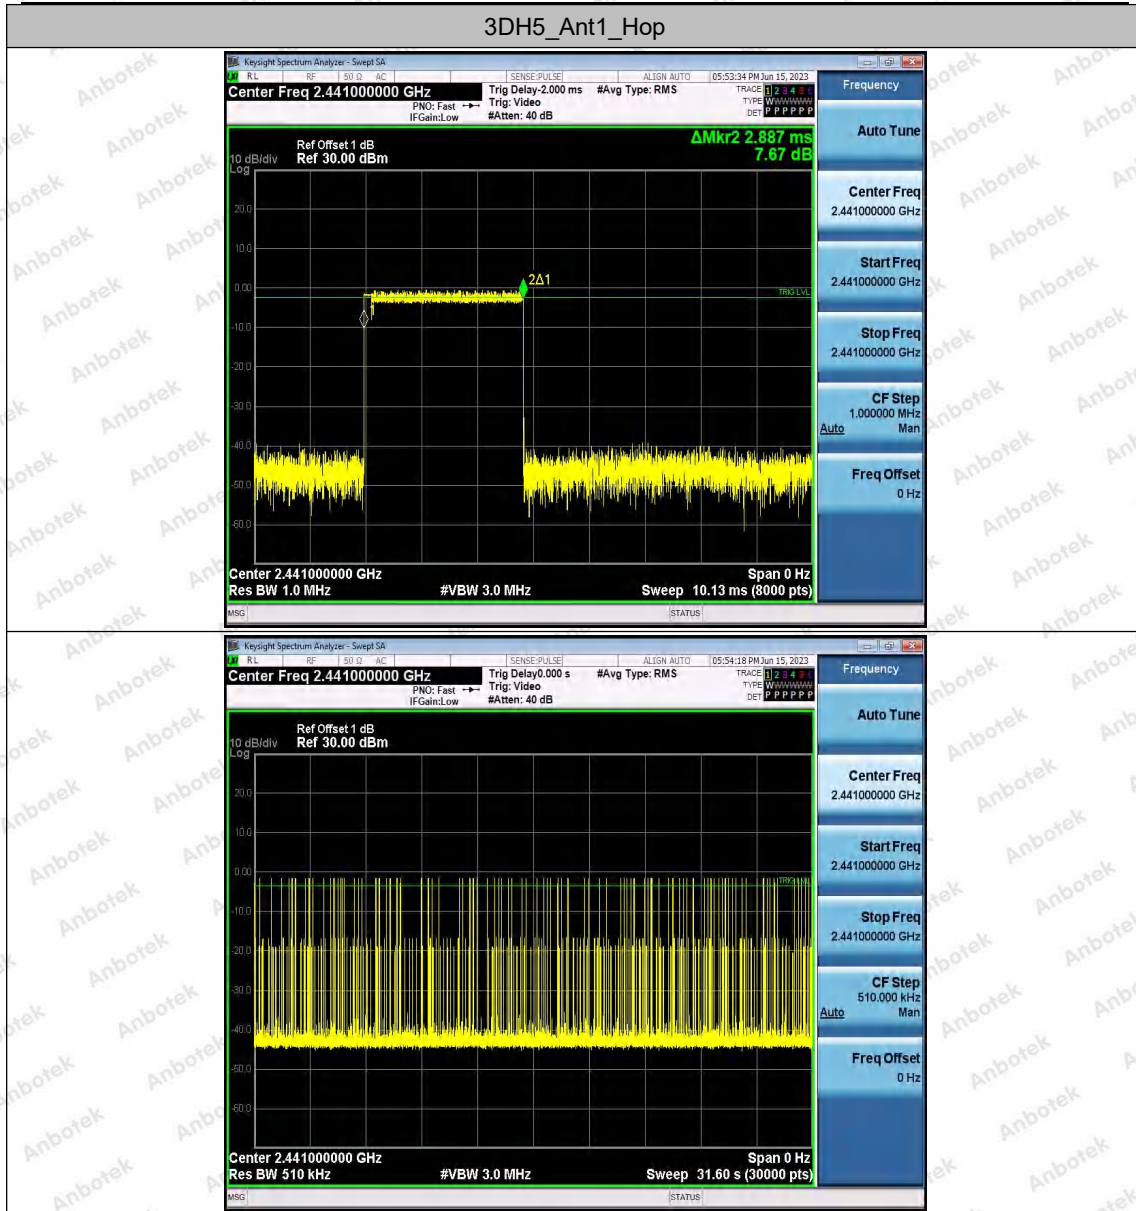 3DH5_Ant1_Hop
Keysight Spectrum Analyzer - Swept SA
RL RF 50 Ω AC SENSE:PULSE ALIGN AUTO 05:53:34 PM Jun 15, 2023
Center Freq 2.441000000 GHz
PNO: Fast
IFGain:Low
Trig Delay-2.000 ms
Trig: Video
#Atten: 40 dB
#Avg Type: RMS
TRACE 1 2 3 4 5 6
TYPE WWWWWW
DET P P P P P P
Frequency
ΔMkr2 2.887 ms
7.67 dB
10 dB/div
Log
Ref Offset 1 dB
Ref 30.00 dBm
20.0
10.0
0.00
-10.0
-20.0
-30.0
-40.0
-50.0
-60.0
2Δ1
TRIG LVL
Center 2.441000000 GHz
Span 0 Hz
Res BW 1.0 MHz
#VBW 3.0 MHz
Sweep 10.13 ms (8000 pts)
MSG
STATUS
Auto Tune
Center Freq
2.441000000 GHz
Start Freq
2.441000000 GHz
Stop Freq
2.441000000 GHz
CF Step
1.000000 MHz
Auto Man
Freq Offset
0 Hz
Keysight Spectrum Analyzer - Swept SA
RL RF 50 Ω AC SENSE:PULSE ALIGN AUTO 05:54:18 PM Jun 15, 2023
Center Freq 2.441000000 GHz
PNO: Fast
IFGain:Low
Trig Delay0.000 s
Trig: Video
#Atten: 40 dB
#Avg Type: RMS
TRACE 1 2 3 4 5 6
TYPE WWWWWW
DET P P P P P P
Frequency
10 dB/div
Log
Ref Offset 1 dB
Ref 30.00 dBm
20.0
10.0
0.00
-10.0
-20.0
-30.0
-40.0
-50.0
-60.0
TRIG LVL
Center 2.441000000 GHz
Span 0 Hz
Res BW 510 kHz
#VBW 3.0 MHz
Sweep 31.60 s (30000 pts)
MSG
STATUS
Auto Tune
Center Freq
2.441000000 GHz
Start Freq
2.441000000 GHz
Stop Freq
2.441000000 GHz
CF Step
510.000 kHz
Auto Man
Freq Offset
0 Hz
Anbotek